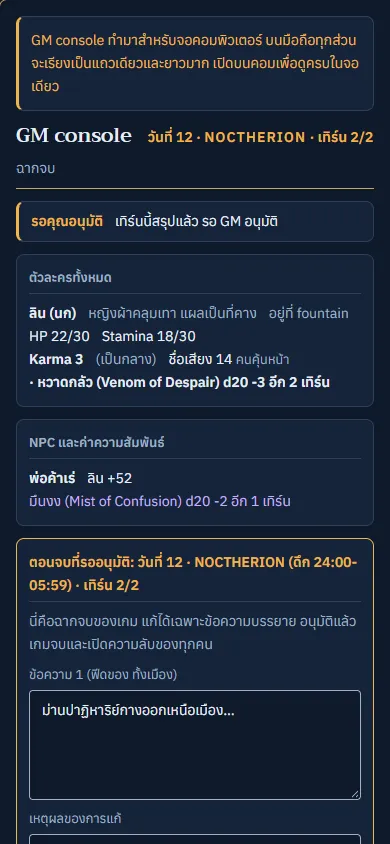 GM console ทำมาสำหรับจอคอมพิวเตอร์ บนมือถือทุกส่วน
จะเรียงเป็นแถวเดียวและยาวมาก เปิดบนคอมเพื่อดูครบในจอ
เดียว
GM console วันที่ 12 · NOCTHERION · เทิร์น 2/2
ฉากจบ
รอคุณอนุมัติ เทิร์นนี้สรุปแล้ว รอ GM อนุมัติ
ตัวละครทั้งหมด
ลิน (นก) หญิงผ้าคลุมเทา แผลเป็นที่คาง อยู่ที่ fountain
HP 22/30 Stamina 18/30
Karma 3 (เป็นกลาง) ชื่อเสียง 14 คนคุ้นหน้า
· หวาดกลัว (Venom of Despair) d20 -3 อีก 2 เทิร์น
NPC และค่าความสัมพันธ์
พ่อค้าเร่ ลิน +52
มึนงง (Mist of Confusion) d20 -2 อีก 1 เทิร์น
ตอนจบที่รออนุมัติ: วันที่ 12 · NOCTHERION (ดึก 24:00-
05:59) · เทิร์น 2/2
นี่คือฉากจบของเกม แก้ได้เฉพาะข้อความบรรยาย อนุมัติแล้ว
เกมจบและเปิดความลับของทุกคน
ข้อความ 1 (ฟีดของ ทั้งเมือง)
ม่านปาฏิหาริย์กางออกเหนือเมือง...
เหตุผลของการแก้